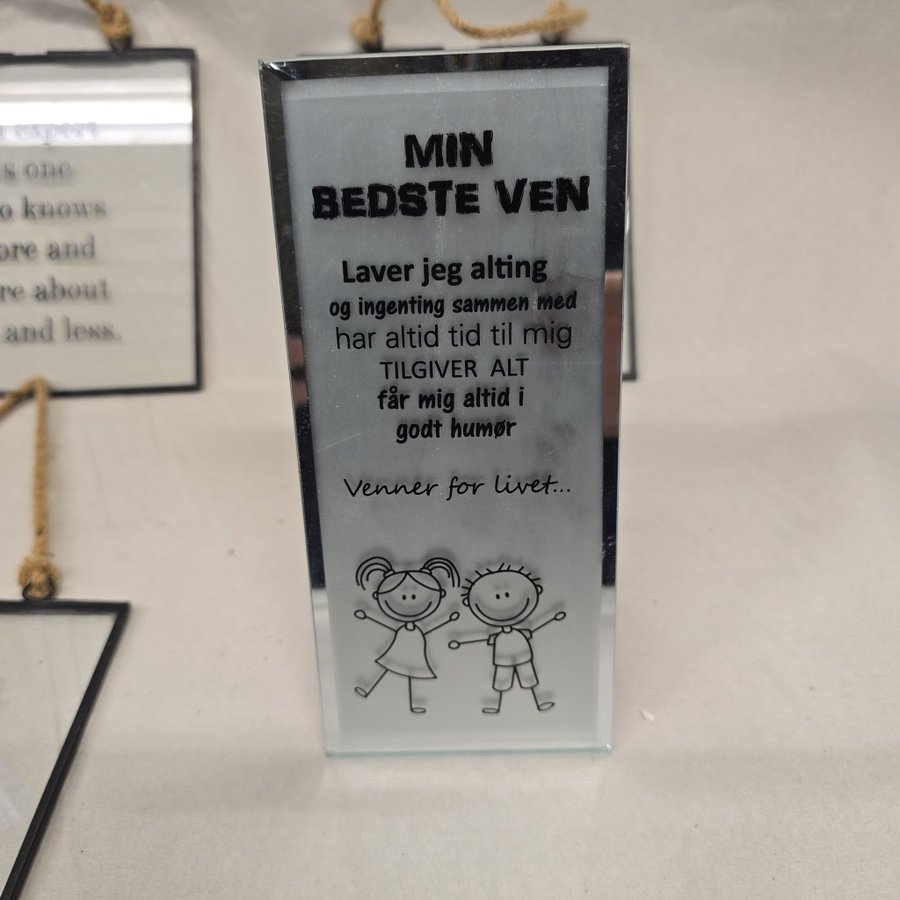 expert
s one
o knows
ore and
re about
and less.
MIN
BEDSTE VEN
Laver jeg alting
og ingenting sammen med
har altid tid til mig
TILGIVER ALT
får mig altid i
godt humør
Venner for livet...